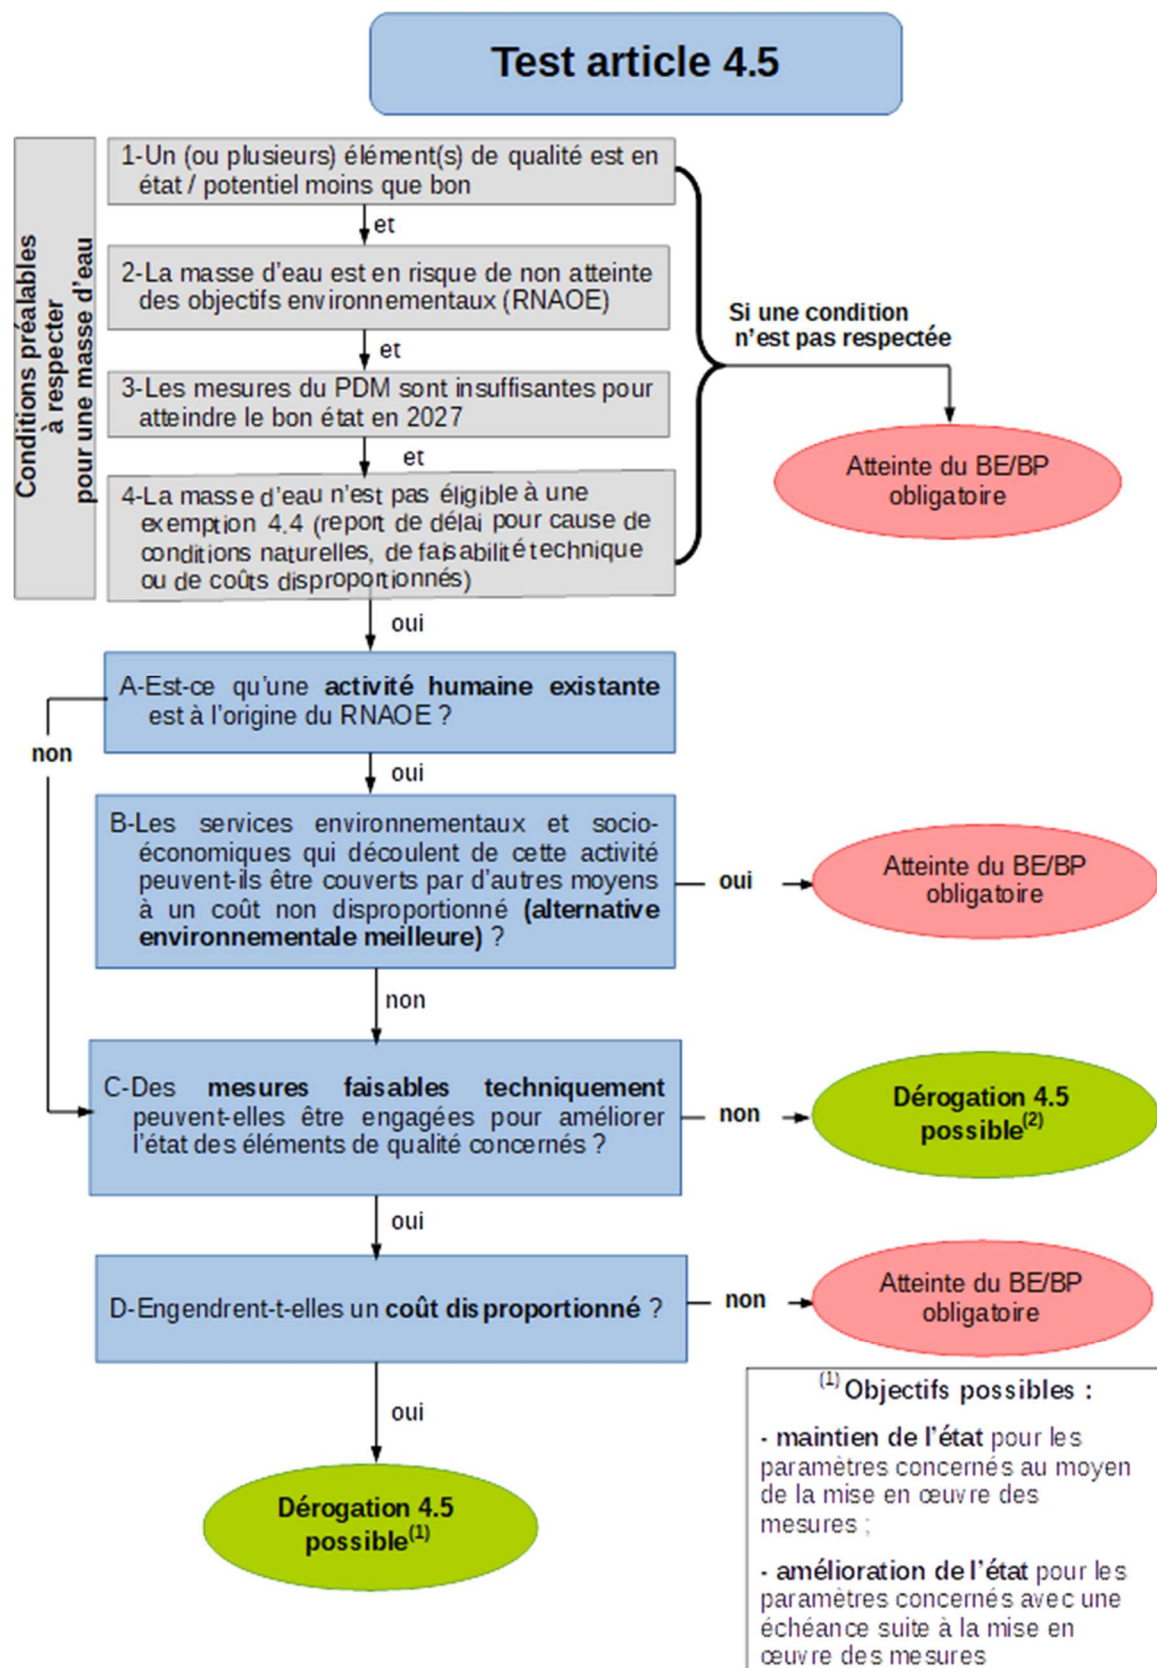 Test article 4.5
Conditions préalables
à respecter
pour une masse d'eau
1-Un (ou plusieurs) élément(s) de qualité est en
état / potentiel moins que bon
et
2-La masse d'eau est en risque de non atteinte
des objectifs environnementaux (RNAOE)
et
3-Les mesures du PDM sont insuffisantes pour
atteindre le bon état en 2027
et
4-La masse d'eau n'est pas éligible à une
exemption 4.4 (report de délai pour cause de
conditions naturelles, de faisabilité technique
ou de coûts disproportionnés)
Si une condition
n'est pas respectée
Atteinte du BE/BP
obligatoire
oui
A-Est-ce qu'une activité humaine existante
est à l'origine du RNAOE ?
non
oui
B-Les services environnementaux et socio-
économiques qui découlent de cette activité
peuvent-ils être couverts par d'autres moyens
à un coût non disproportionné (alternative
environnementale meilleure) ?
oui
Atteinte du BE/BP
obligatoire
non
C-Des mesures faisables techniquement
peuvent-elles être engagées pour améliorer
l'état des éléments de qualité concernés ?
non
Dérogation 4.5
possible(2)
oui
D-Engendrent-t-elles un coût disproportionné ?
non
Atteinte du BE/BP
obligatoire
oui
Dérogation 4.5
possible(1)
(1) Objectifs possibles :
- maintien de l'état pour les
paramètres concernés au moyen
de la mise en œuvre des
mesures ;
- amélioration de l'état pour les
paramètres concernés avec une
échéance suite à la mise en
œuvre des mesures